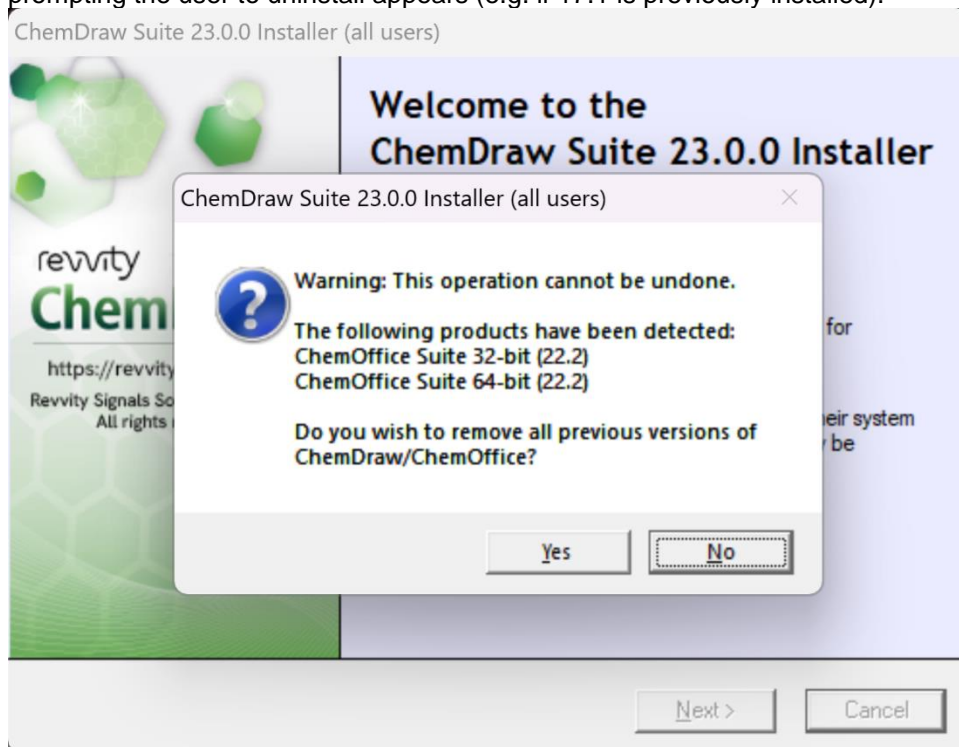 ChemDraw Suite 23.0.0 Installer (all users)
Welcome to the
ChemDraw Suite 23.0.0 Installer
ChemDraw Suite 23.0.0 Installer (all users)
revvity
Chem
https://revvity
Revvity Signals So
All rights
Warning: This operation cannot be undone.
The following products have been detected:
ChemOffice Suite 32-bit (22.2)
ChemOffice Suite 64-bit (22.2)
Do you wish to remove all previous versions of
ChemDraw/ChemOffice?
for
eir system
be
Yes
No
Next >
Cancel